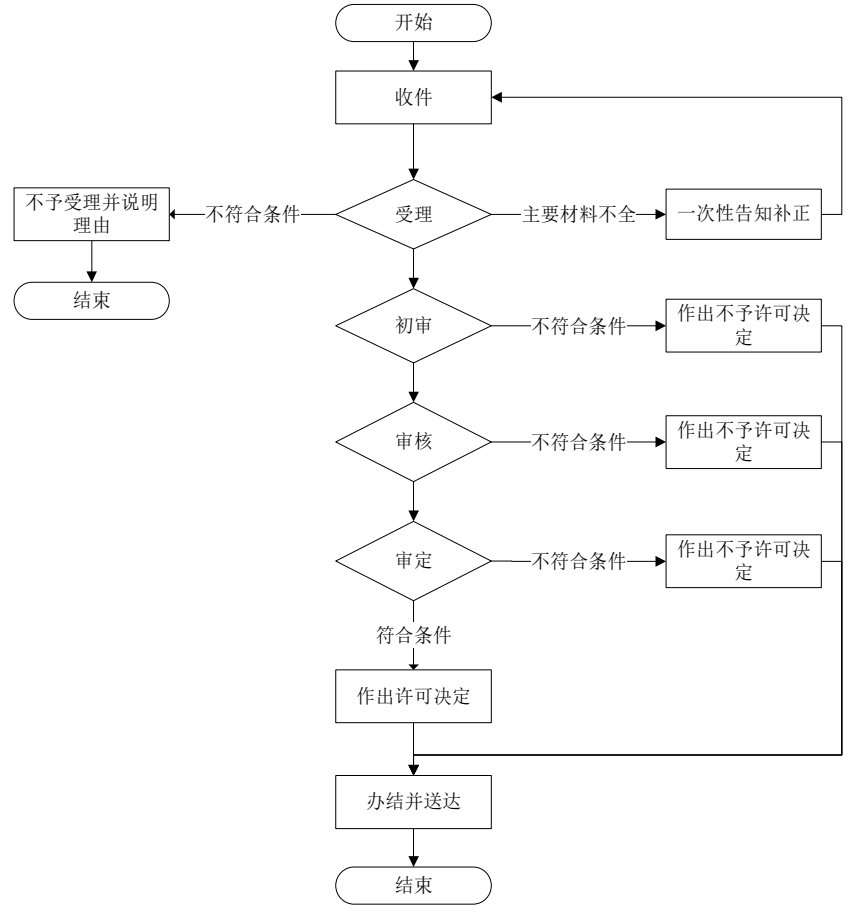 开始
收件
不予受理并说明
理由
不符合条件
受理
主要材料不全
一次性告知补正
结束
初审
不符合条件
作出不予许可决
定
审核
不符合条件
作出不予许可决
定
审定
不符合条件
作出不予许可决
定
符合条件
作出许可决定
办结并送达
结束